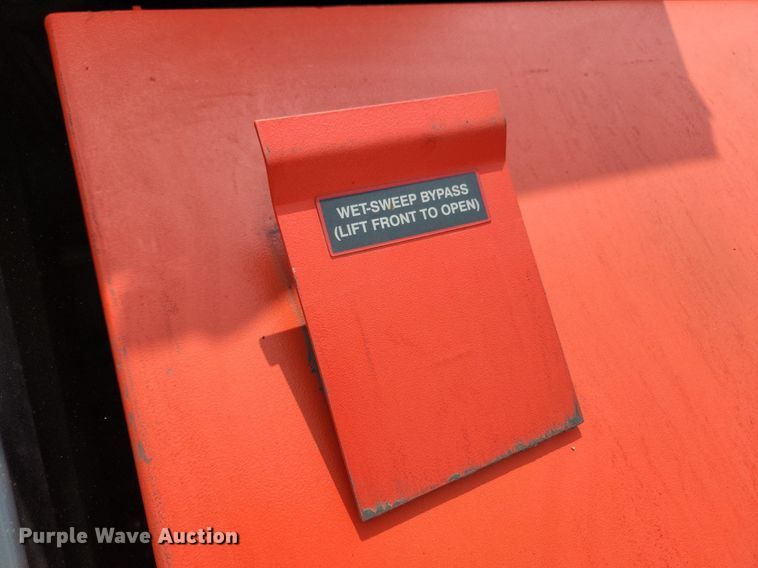 WET-SWEEP BYPASS
(LIFT FRONT TO OPEN)
Purple Wave Auction